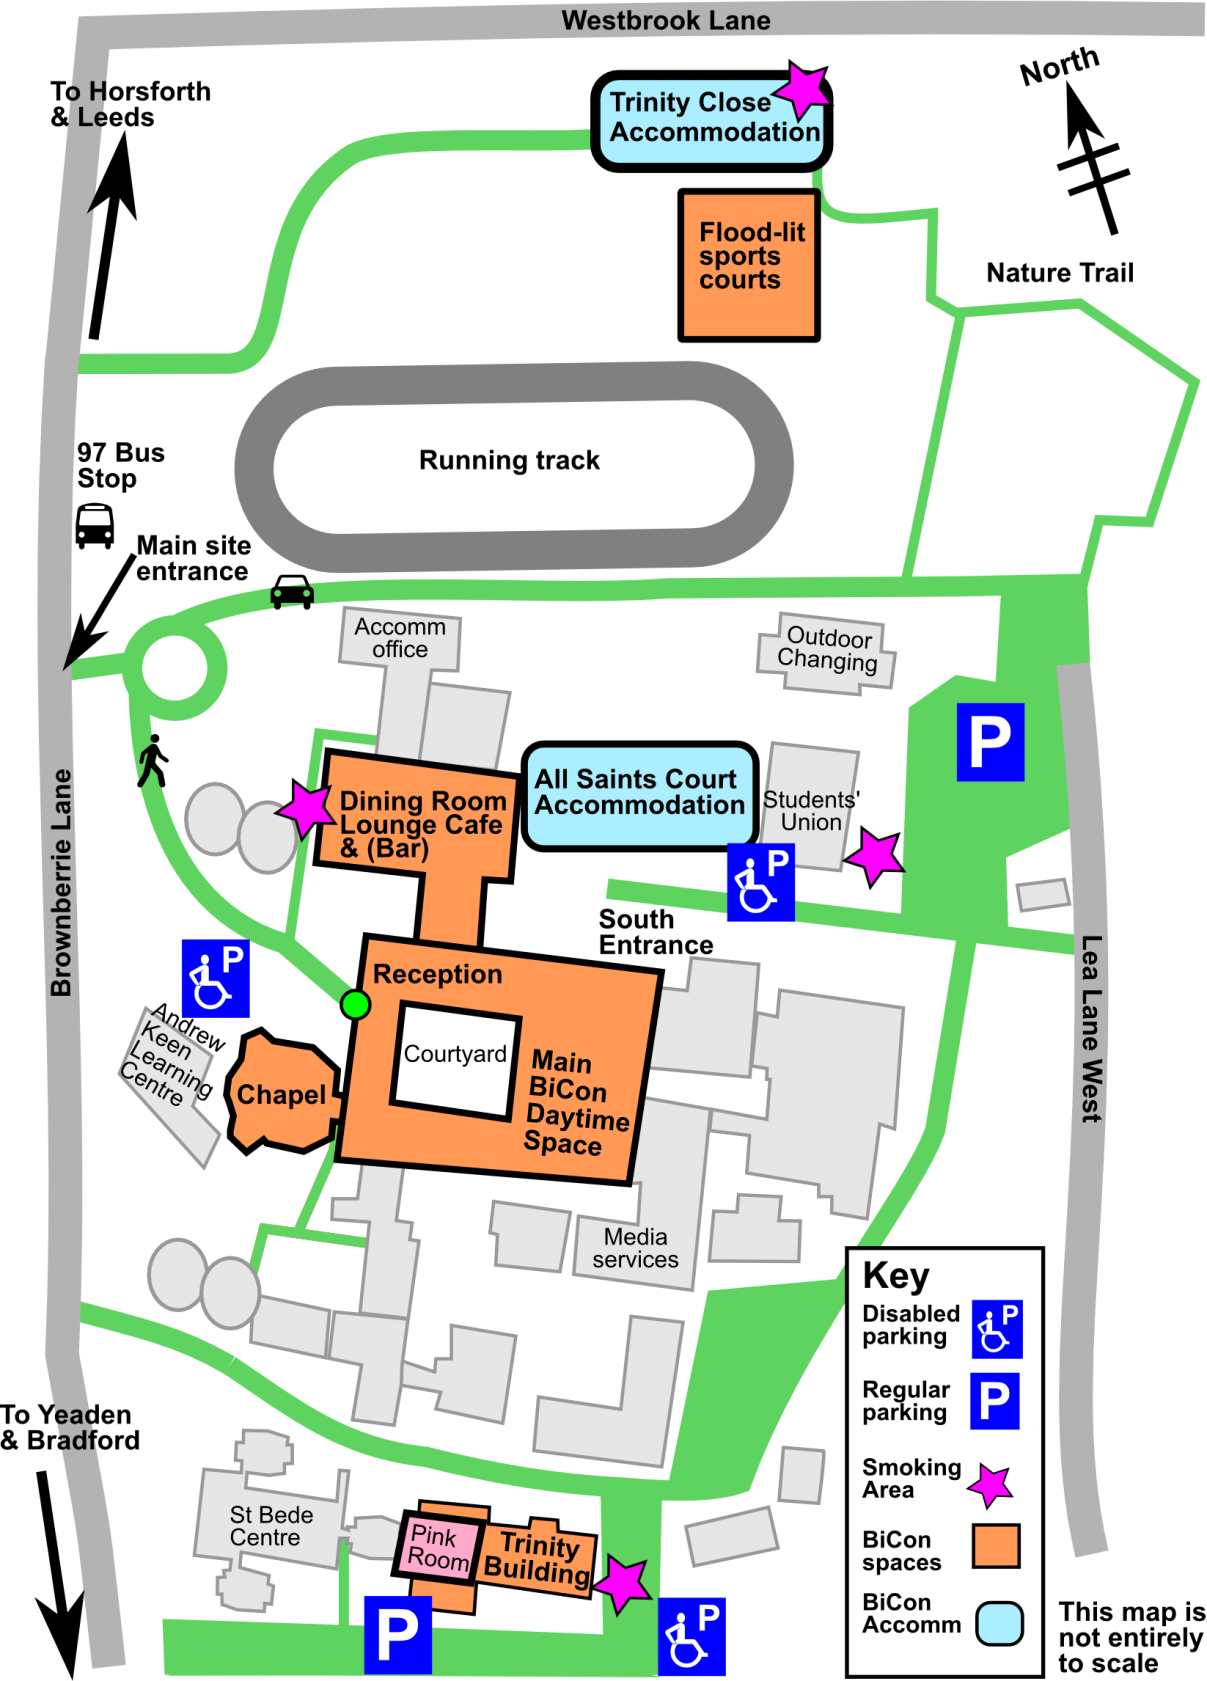 Westbrook Lane
To Horsforth
& Leeds
Trinity Close
Accommodation
North
Flood-lit
sports
courts
Nature Trail
97 Bus
Stop
Running track
Main site
entrance
Accomm
office
Outdoor
Changing
P
Brownberrie Lane
Dining Room
Lounge Cafe
& (Bar)
All Saints Court
Accommodation
Students'
Union
P
South
Entrance
P
Reception
Lea Lane West
Andrew
Keen
Learning
Centre
Chapel
Courtyard
Main
BiCon
Daytime
Space
Media
services
To Yeaden
& Bradford
St Bede
Centre
Pink
Room
Trinity
Building
P
P
Key
Disabled
parking
P
Regular
parking
P
Smoking
Area
BiCon
spaces
BiCon
Accomm
This map is
not entirely
to scale